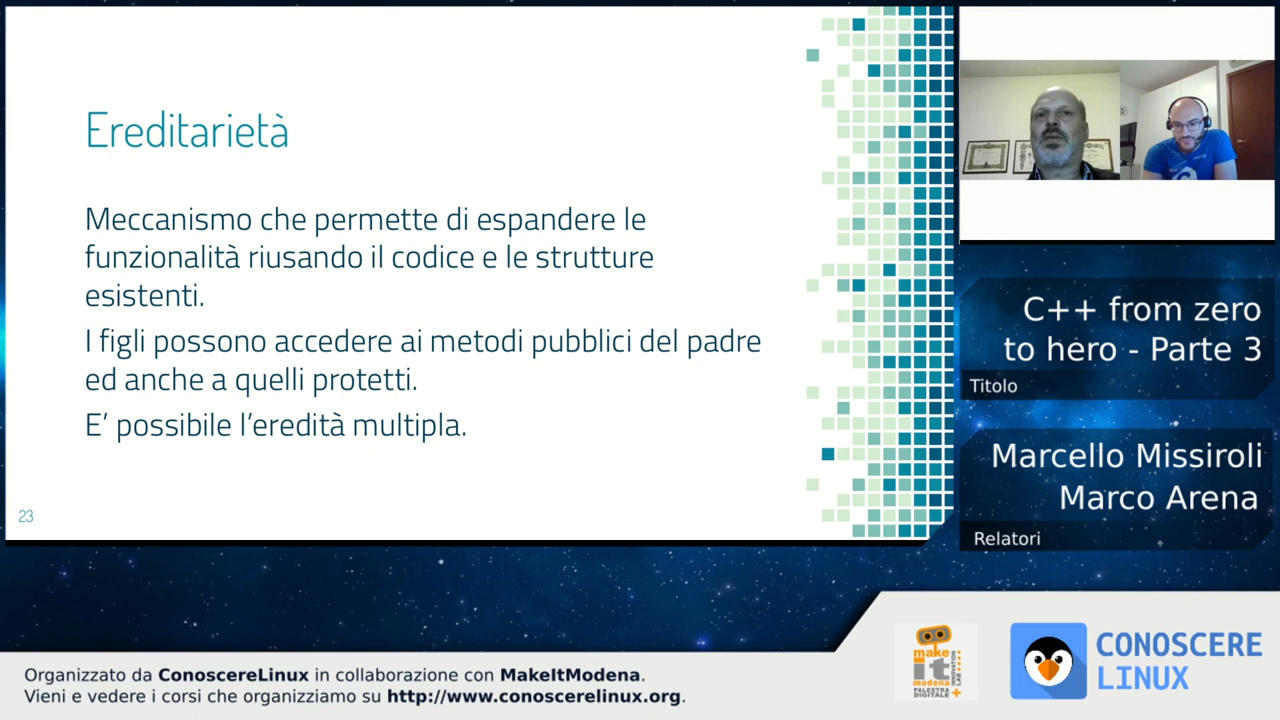 Ereditarietà
Meccanismo che permette di espandere le
funzionalità riusando il codice e le strutture
esistenti.
I figli possono accedere ai metodi pubblici del padre
ed anche a quelli protetti.
E’ possibile l’eredità multipla.
23
C++ from zero
to hero - Parte 3
Titolo
Marcello Missiroli
Marco Arena
Relatori
make
it
modena
PALESTRA
DIGITALE
INNOVATION
LAB
CONOSCERE
LINUX
Organizzato da ConoscereLinux in collaborazione con MakeItModena.
Vieni e vedere i corsi che organizziamo su http://www.conoscerelinux.org.